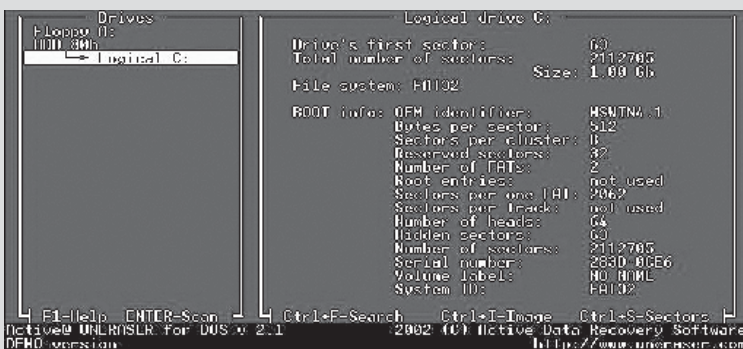 Drives
Floppy A:
HDD 80h
Logical C:
Logical drive C:
Drive's first sector: 63
Total number of sectors: 2112705
Size: 1.00 Gb
File system: FAT32
BOOT info: OEM identifier: MSWIN4.1
Bytes per sector: 512
Sectors per cluster: 8
Reserved sectors: 32
Number of FATs: 2
Root entries: not used
Sectors per one FAT: 2062
Sectors per track: not used
Number of heads: 64
Hidden sectors: 63
Number of sectors: 2112705
Serial number:
Volume label: NO NAME
System ID: FAT32
F1-Help ENTER-Scan
Ctrl+F-Search Ctrl+I-Image Ctrl+S-Sectors
Active@ UNERASER for DOS v 2.1 2002 (C) Active Data Recovery Software
DEMO version http://www.uneraser.com